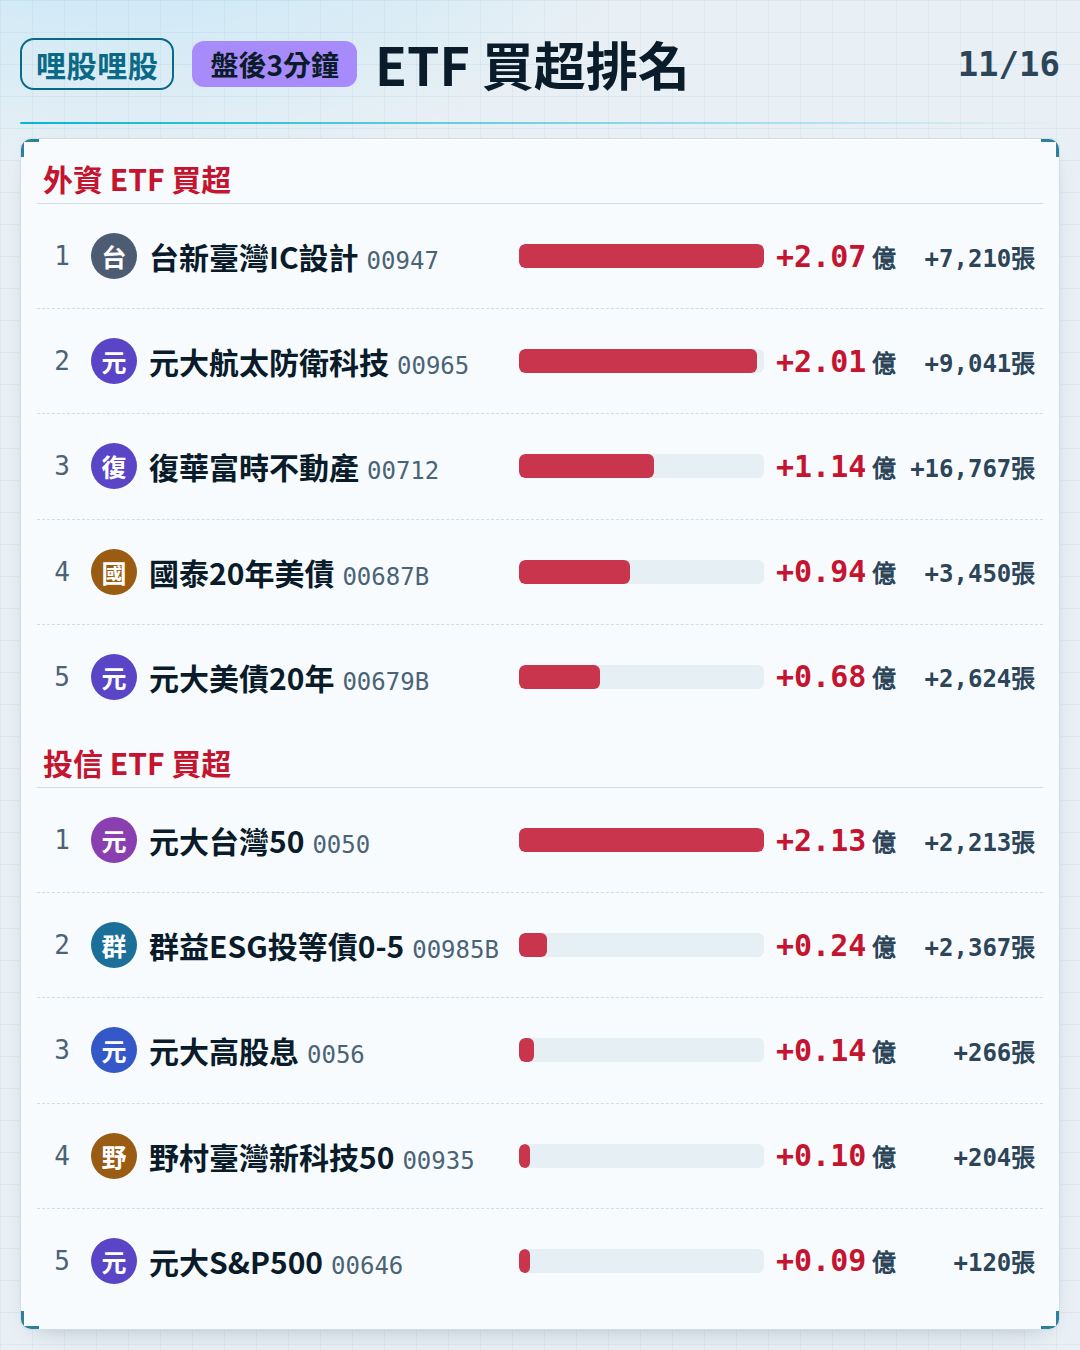 哩股哩股 盤後3分鐘 ETF 買超排名 11/16
外資 ETF 買超
1 台 台新臺灣IC設計 00947 +2.07 億 +7,210張
2 元 元大航太防衛科技 00965 +2.01 億 +9,041張
3 復 復華富時不動產 00712 +1.14 億 +16,767張
4 國 國泰20年美債 00687B +0.94 億 +3,450張
5 元 元大美債20年 00679B +0.68 億 +2,624張
投信 ETF 買超
1 元 元大台灣50 0050 +2.13 億 +2,213張
2 群 群益ESG投等債0-5 00985B +0.24 億 +2,367張
3 元 元大高股息 0056 +0.14 億 +266張
4 野 野村臺灣新科技50 00935 +0.10 億 +204張
5 元 元大S&P500 00646 +0.09 億 +120張